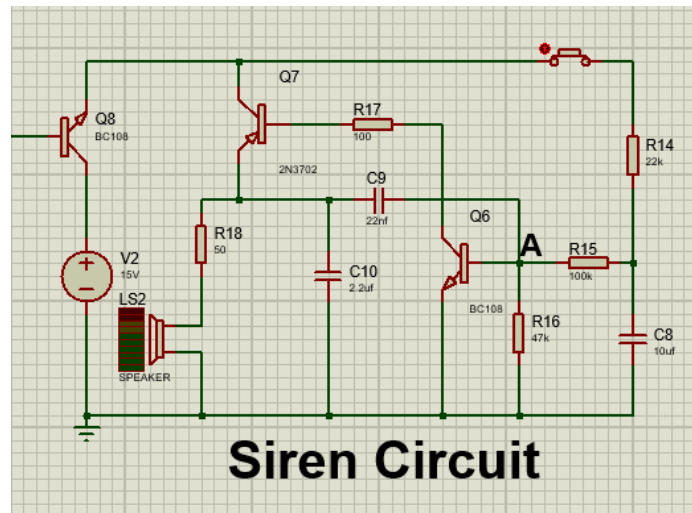 Q7
Q8
BC108
R17
100
R14
22k
2N3702
C9
22nf
Q6
R18
50
A
R15
100k
V2
15V
C10
2.2uf
BC108
R16
47k
LS2
C8
10uf
SPEAKER
Siren Circuit